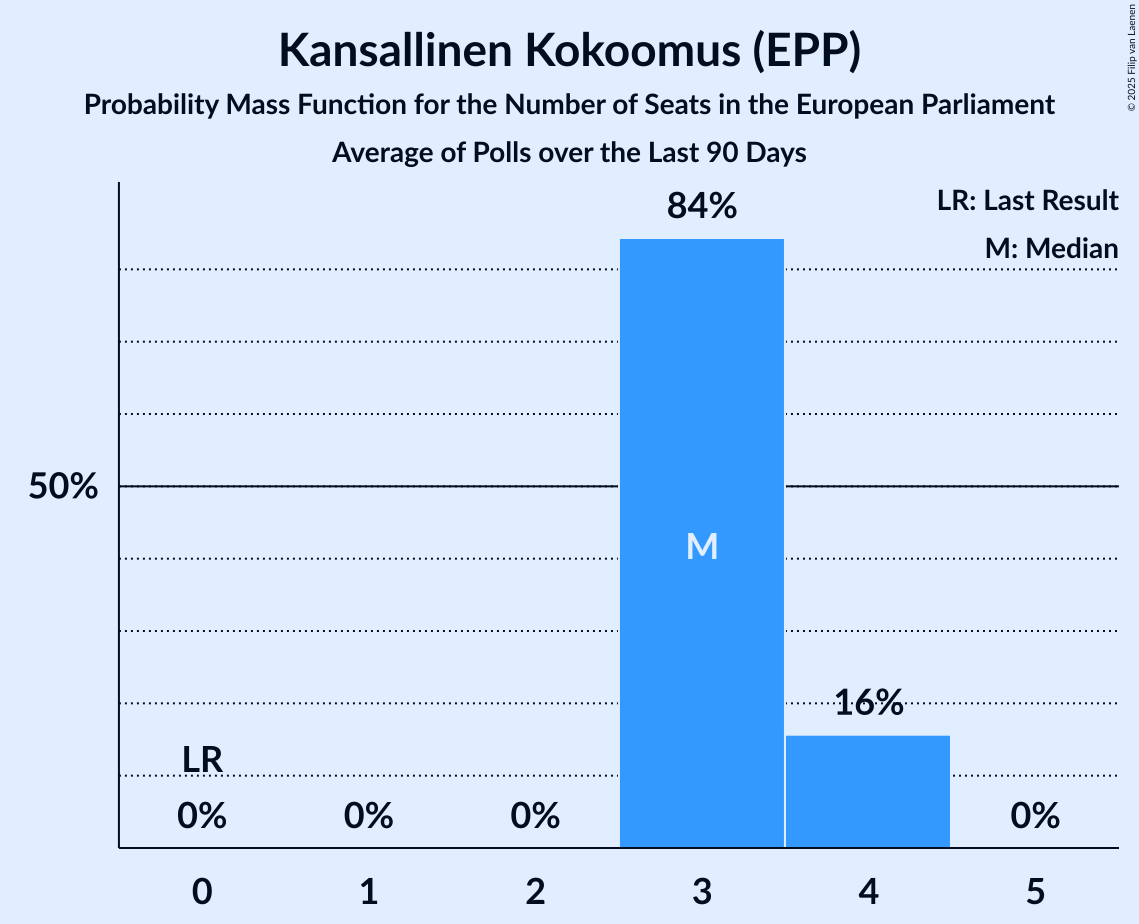 Kansallinen Kokoomus (EPP)
Probability Mass Function for the Number of Seats in the European Parliament
Average of Polls over the Last 90 Days
© 2025 Filip van Laenen
LR: Last Result
M: Median
84%
50%
M
16%
LR
0% 0% 0% 0%
0 1 2 3 4 5